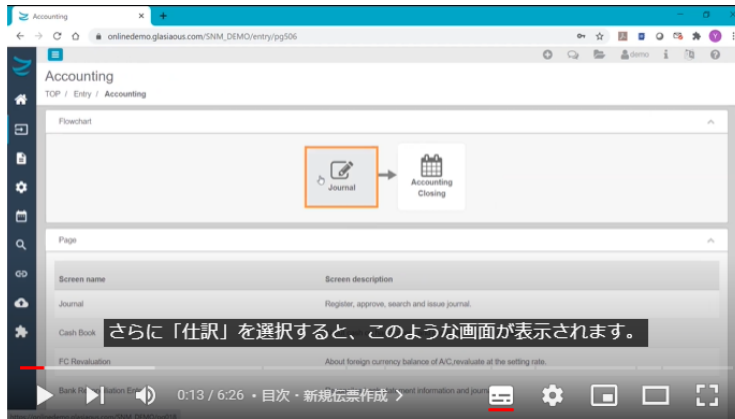 Accounting
onlinedemo.glasiaous.com/SNM_DEMO/entry/pg506
demo
Accounting
TOP / Entry / Accounting
Flowchart
Journal
Accounting
Closing
Page
Screen name Screen description
Journal Register, approve, search and issue journal.
Cash Book
さらに「仕訳」を選択すると、このような画面が表示されます。
FC Revaluation About foreign currency balance of A/C,revaluate at the setting rate.
0:13 / 6:26 • 目次・新規伝票作成